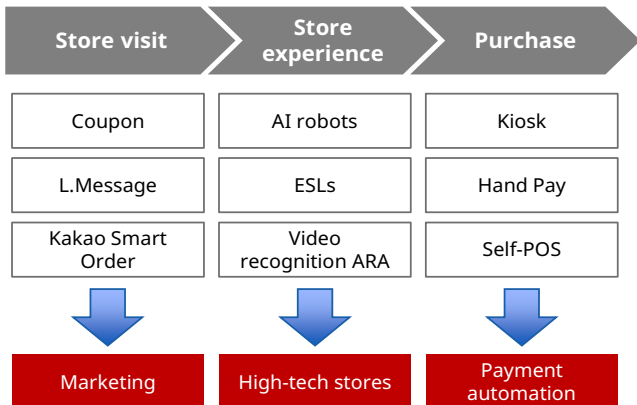 Store visit
Store
experience
Purchase
Coupon
AI robots
Kiosk
L.Message
ESLs
Hand Pay
Kakao Smart
Order
Video
recognition ARA
Self-POS
Marketing
High-tech stores
Payment
automation